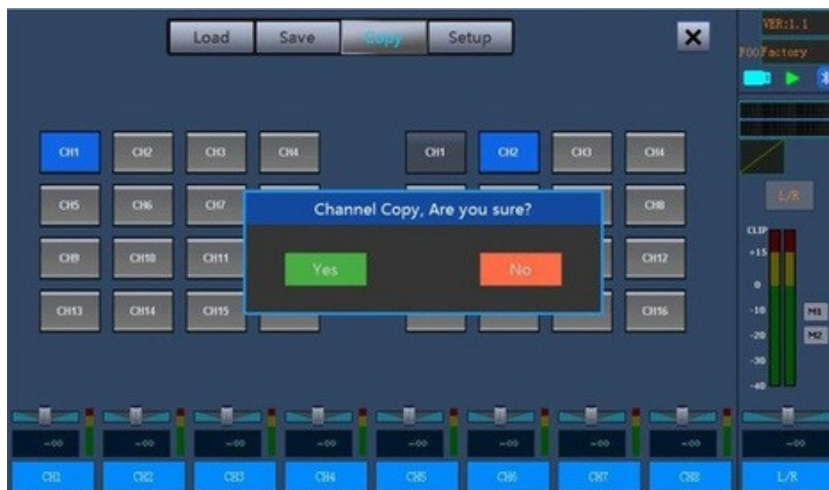 Load Save Copy Setup
VER:1.1
F00Factory
CH1 CH2 CH3 CH4 CH1 CH2 CH3 CH4
CH5 CH6 CH7 CH8
Channel Copy, Are you sure?
L/R
CLIP
CH9 CH10 CH11 CH12
Yes No
+15
0
CH13 CH14 CH15 CH16
-10 M1
-20 M2
-30
-40
-∞ -∞ -∞ -∞ -∞ -∞ -∞ -∞ -∞
CH1 CH2 CH3 CH4 CH5 CH6 CH7 CH8 L/R